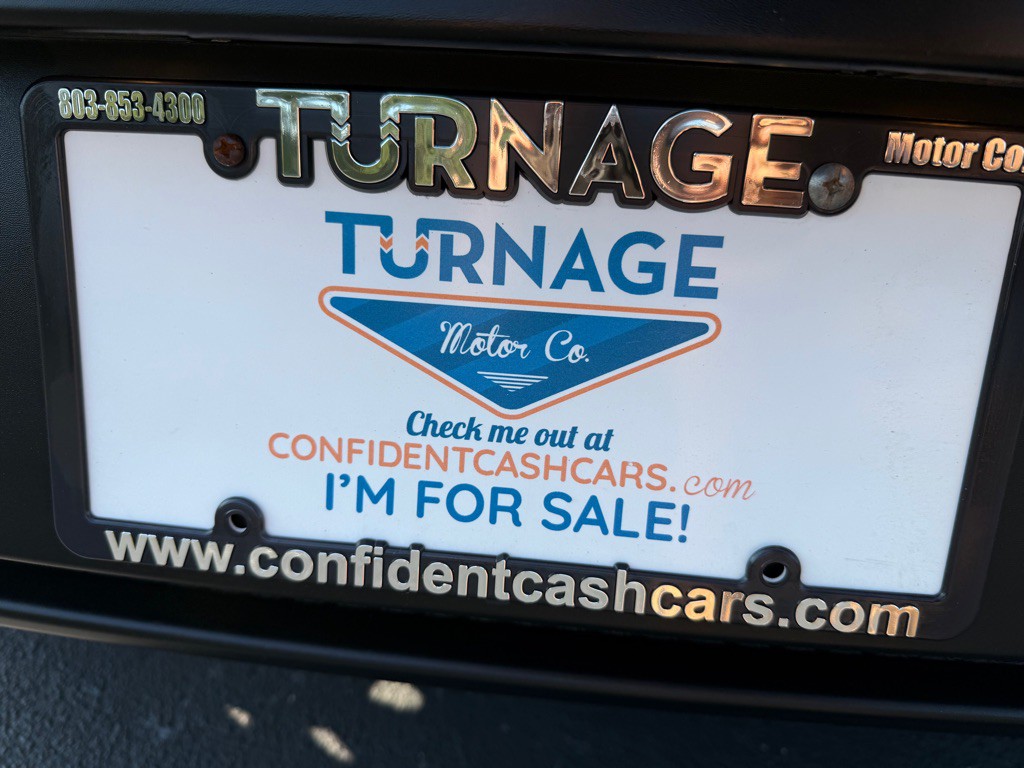 803-853-4300 TURNAGE Motor Co.
TURNAGE
Motor Co.
Check me out at
CONFIDENTCASHCARS.com
I'M FOR SALE!
www.confidentcashcars.com